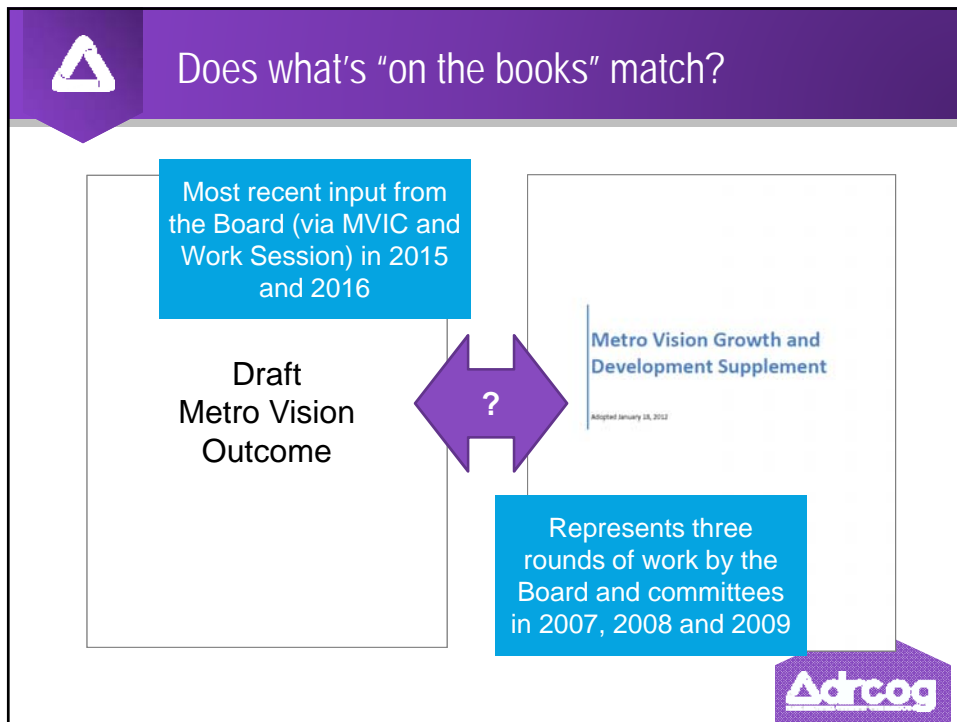 Does what's "on the books" match?
Most recent input from
the Board (via MVIC and
Work Session) in 2015
and 2016
Draft
Metro Vision
Outcome
?
Metro Vision Growth and
Development Supplement
Adopted January 18, 2012
Represents three
rounds of work by the
Board and committees
in 2007, 2008 and 2009
drcog